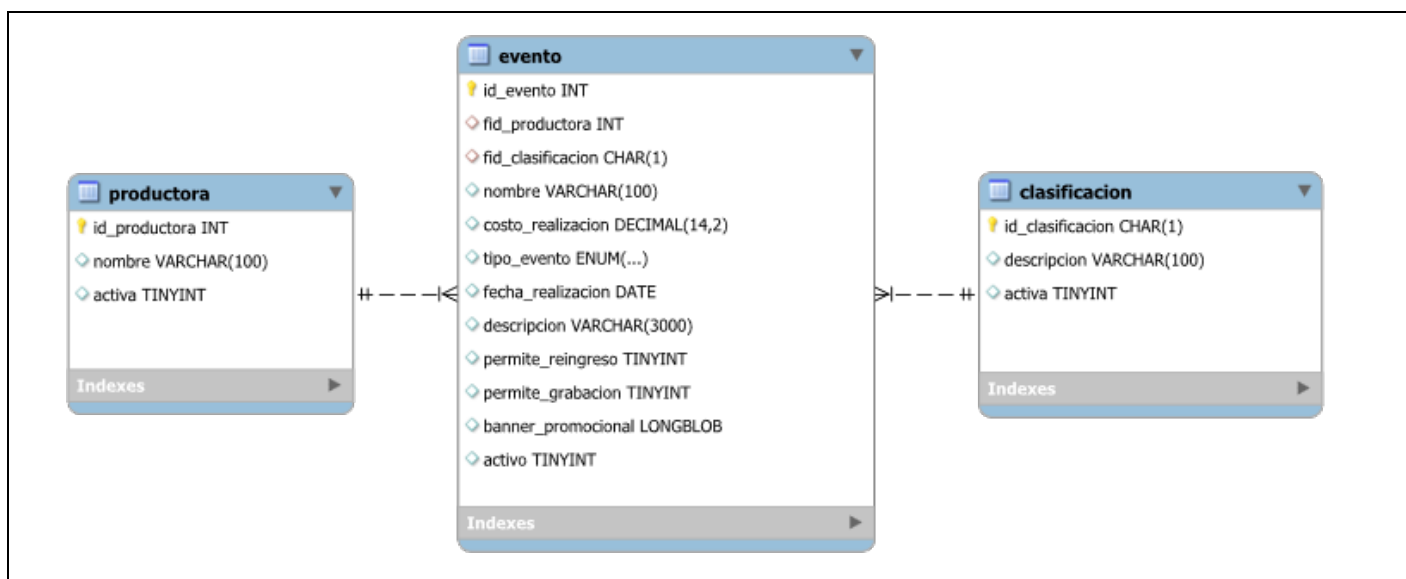 productora
id_productora INT
nombre VARCHAR(100)
activa TINYINT
Indexes
evento
id_evento INT
fid_productora INT
fid_clasificacion CHAR(1)
nombre VARCHAR(100)
costo_realizacion DECIMAL(14,2)
tipo_evento ENUM(...)
fecha_realizacion DATE
descripcion VARCHAR(3000)
permite_reingreso TINYINT
permite_grabacion TINYINT
banner_promocional LONGBLOB
activo TINYINT
Indexes
clasificacion
id_clasificacion CHAR(1)
descripcion VARCHAR(100)
activa TINYINT
Indexes